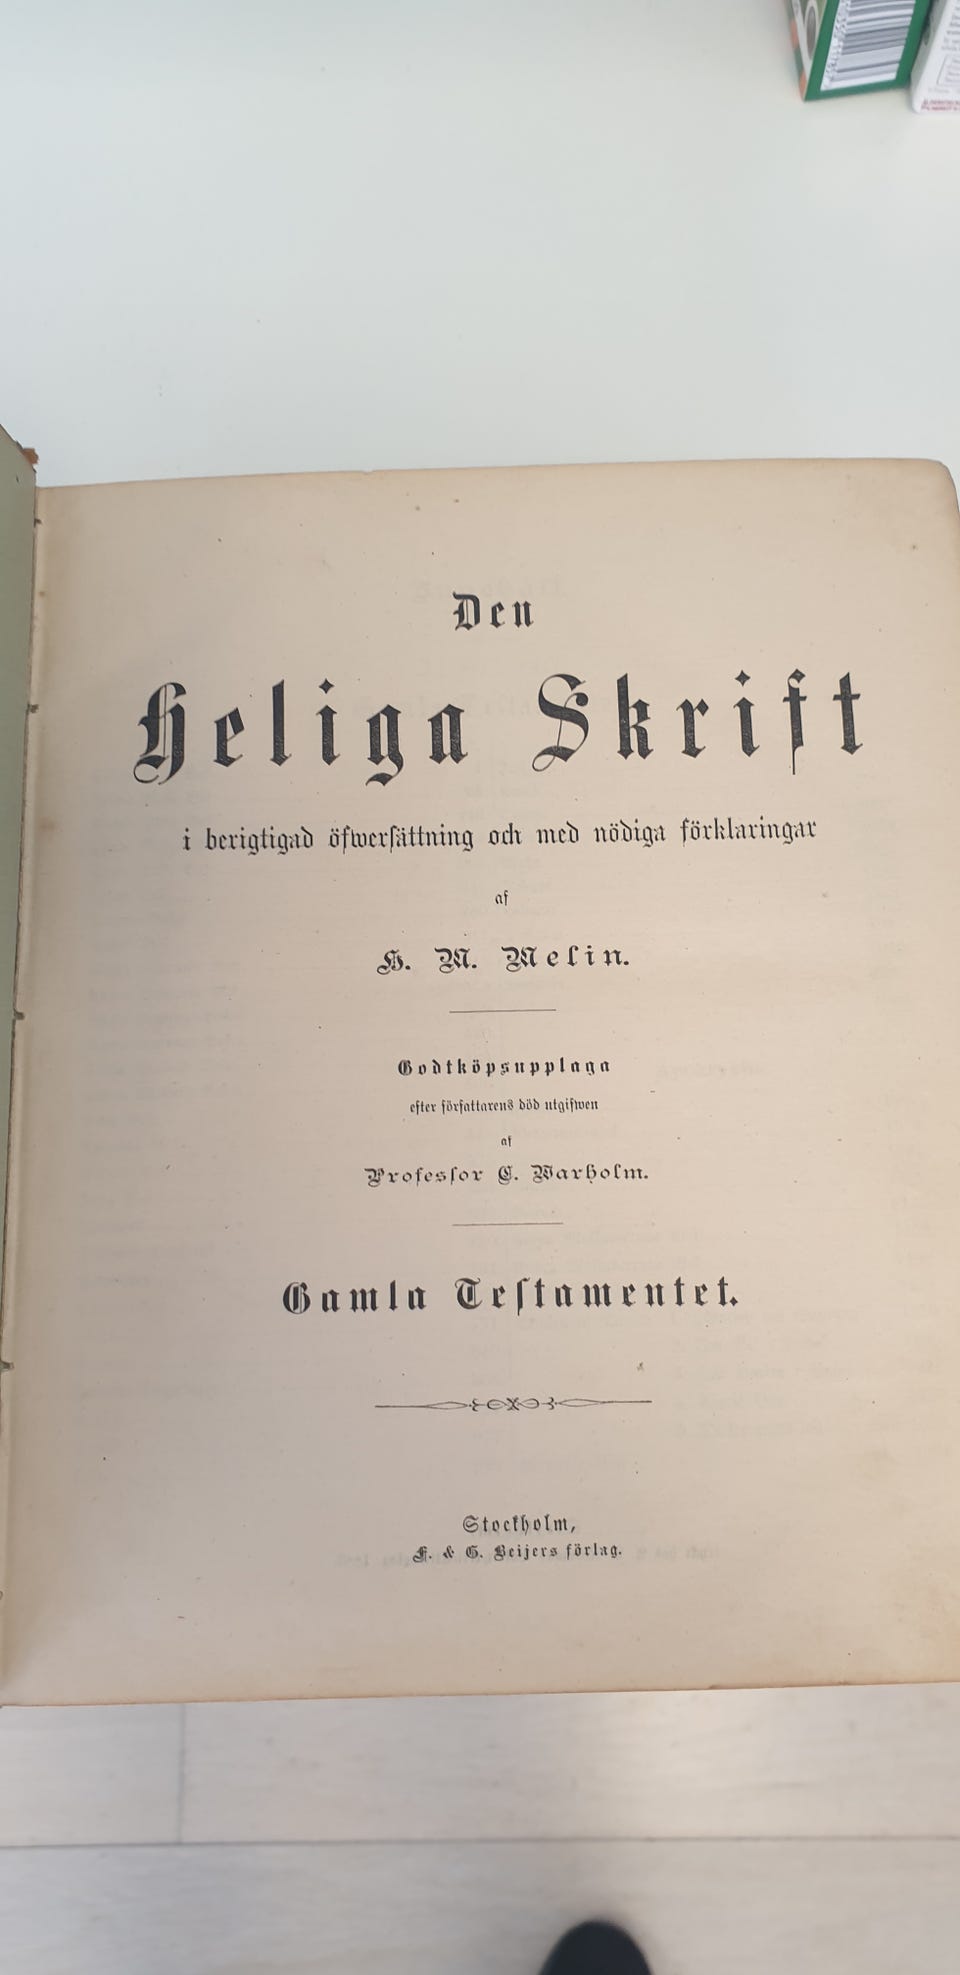 Den
Heliga Skrift
i berigtigad öfwersättning och med nödiga förklaringar
af
H. M. Melin.
Godtköpsupplaga
efter författarens död utgifwen
af
Professor C. Warholm.
Gamla Testamentet.
Stockholm,
F. & G. Beijers förlag.